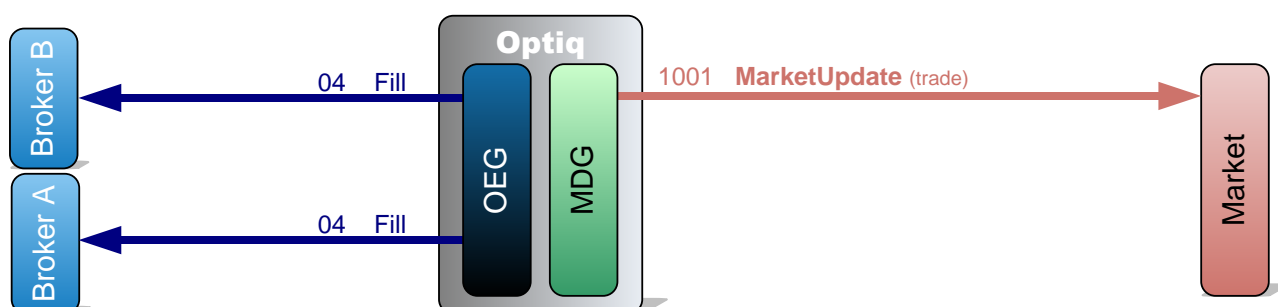 Optiq
Broker B
04 Fill
1001 MarketUpdate (trade)
OEG
MDG
Market
Broker A
04 Fill